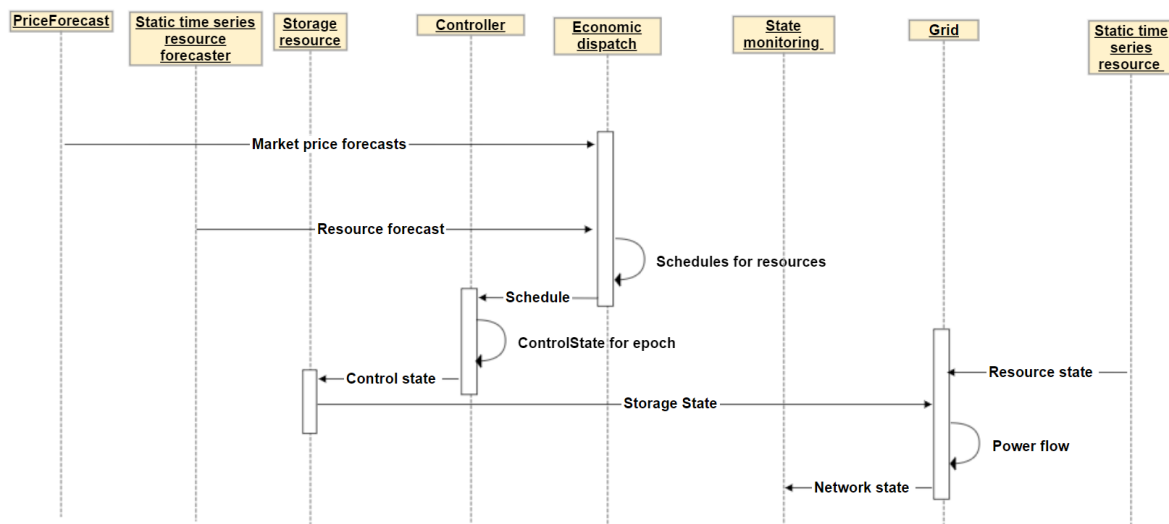 PriceForecast
Static time series
resource
forecaster
Storage
resource
Controller
Economic
dispatch
State
monitoring
Grid
Static time
series
resource
Market price forecasts
Resource forecast
Schedules for resources
Schedule
ControlState for epoch
Control state
Resource state
Storage State
Power flow
Network state